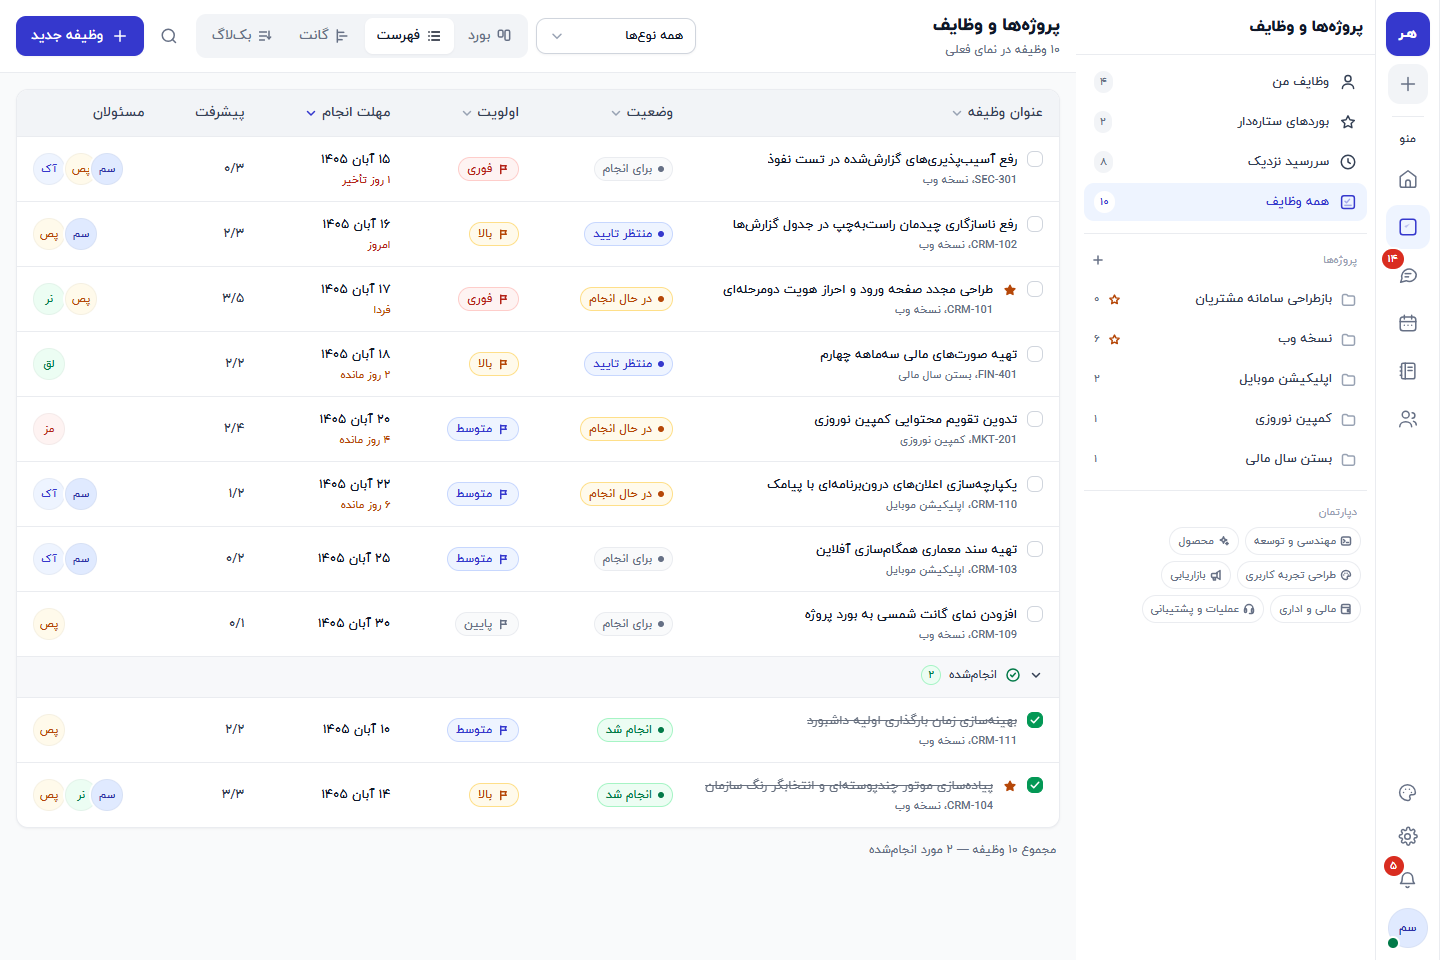 هر
منو
۱۴
۵
سم
پروژه‌ها و وظایف
وظایف من ۴
بوردهای ستاره‌دار ۲
سررسید نزدیک ۸
همه وظایف ۱۰
پروژه‌ها
بازطراحی سامانه مشتریان ۰
نسخه وب ۶
اپلیکیشن موبایل ۲
کمپین نوروزی ۱
بستن سال مالی ۱
دپارتمان
مهندسی و توسعه محصول
طراحی تجربه کاربری بازاریابی
مالی و اداری عملیات و پشتیبانی
پروژه‌ها و وظایف
۱۰ وظیفه در نمای فعلی
همه نوع‌ها بورد فهرست گانت بک‌لاگ وظیفه جدید
عنوان وظیفه وضعیت اولویت مهلت انجام پیشرفت مسئولان
رفع آسیب‌پذیری‌های گزارش‌شده در تست نفوذ برای انجام فوری ۱۵ آبان ۱۴۰۵ ۰/۳ سم پص آک
SEC-301، نسخه وب ۱ روز تأخیر
رفع ناسازگاری چیدمان راست‌به‌چپ در جدول گزارش‌ها منتظر تایید بالا ۱۶ آبان ۱۴۰۵ ۲/۳ سم پص
CRM-102، نسخه وب امروز
طراحی مجدد صفحه ورود و احراز هویت دومرحله‌ای در حال انجام فوری ۱۷ آبان ۱۴۰۵ ۳/۵ پص نر
CRM-101، نسخه وب فردا
تهیه صورت‌های مالی سه‌ماهه چهارم منتظر تایید بالا ۱۸ آبان ۱۴۰۵ ۲/۲ لق
FIN-401، بستن سال مالی ۲ روز مانده
تدوین تقویم محتوایی کمپین نوروزی در حال انجام متوسط ۲۰ آبان ۱۴۰۵ ۲/۴ مز
MKT-201، کمپین نوروزی ۴ روز مانده
یکپارچه‌سازی اعلان‌های درون‌برنامه‌ای با پیامک در حال انجام متوسط ۲۲ آبان ۱۴۰۵ ۱/۲ سم آک
CRM-110، اپلیکیشن موبایل ۶ روز مانده
تهیه سند معماری همگام‌سازی آفلاین برای انجام متوسط ۲۵ آبان ۱۴۰۵ ۰/۲ سم آک
CRM-103، اپلیکیشن موبایل
افزودن نمای گانت شمسی به بورد پروژه برای انجام پایین ۳۰ آبان ۱۴۰۵ ۰/۱ پص
CRM-109، نسخه وب
انجام‌شده ۲
بهینه‌سازی زمان بارگذاری اولیه داشبورد انجام شد متوسط ۱۰ آبان ۱۴۰۵ ۲/۲ پص
CRM-111، نسخه وب
پیاده‌سازی موتور چندپوسته‌ای و انتخابگر رنگ سازمان انجام شد بالا ۱۴ آبان ۱۴۰۵ ۳/۳ سم نر پص
CRM-104، نسخه وب
مجموع ۱۰ وظیفه — ۲ مورد انجام‌شده